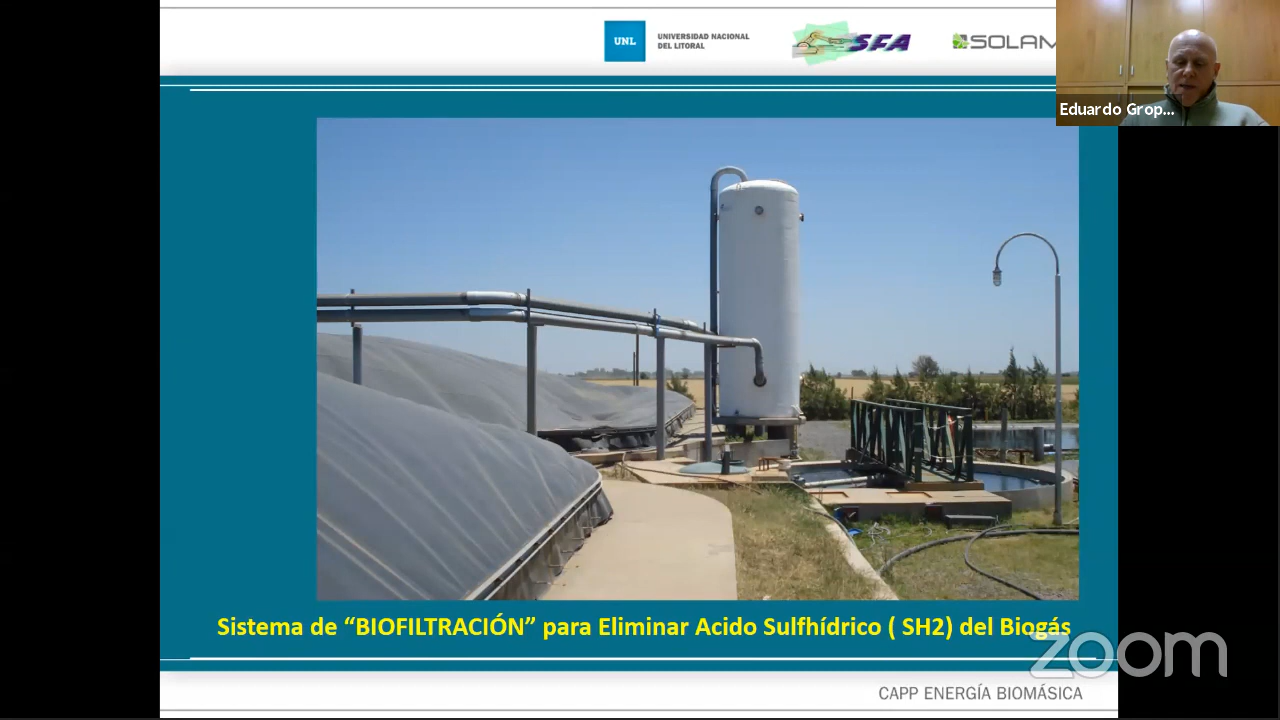 UNL
UNIVERSIDAD NACIONAL
DEL LITORAL
SFA
SOLAM
Eduardo Grop...
Sistema de “BIOFILTRACIÓN” para Eliminar Acido Sulfhídrico ( SH2) del Biogás
zoom
CAPP ENERGÍA BIOMÁSICA